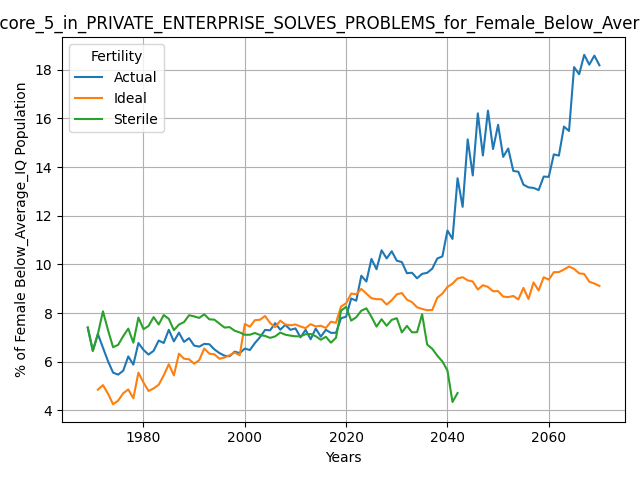 core_5_in_PRIVATE_ENTERPRISE_SOLVES_PROBLEMS_for_Female_Below_Aver
Fertility
Actual
Ideal
Sterile
% of Female Below_Average_IQ Population
18
16
14
12
10
8
6
4
1980
2000
2020
2040
2060
Years